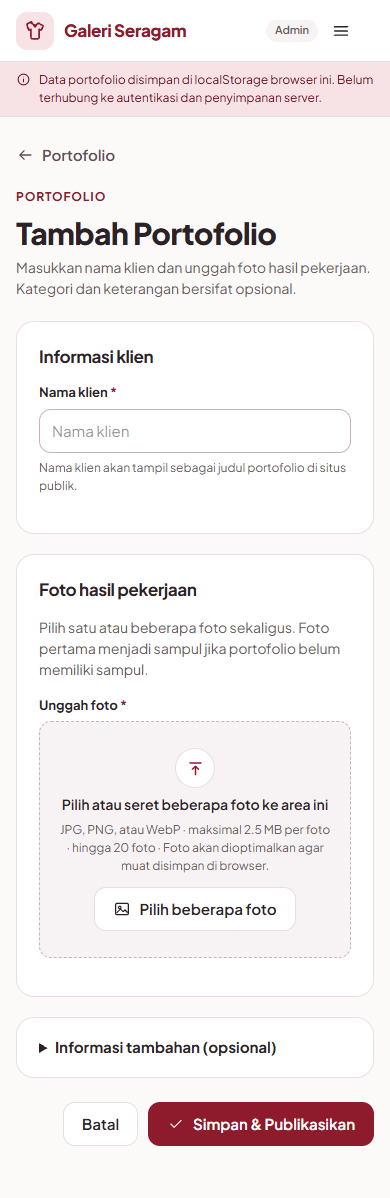 Galeri Seragam
Admin
Data portofolio disimpan di localStorage browser ini. Belum
terhubung ke autentikasi dan penyimpanan server.
Portofolio
PORTOFOLIO
Tambah Portofolio
Masukkan nama klien dan unggah foto hasil pekerjaan.
Kategori dan keterangan bersifat opsional.
Informasi klien
Nama klien *
Nama klien
Nama klien akan tampil sebagai judul portofolio di situs
publik.
Foto hasil pekerjaan
Pilih satu atau beberapa foto sekaligus. Foto
pertama menjadi sampul jika portofolio belum
memiliki sampul.
Unggah foto *
Pilih atau seret beberapa foto ke area ini
JPG, PNG, atau WebP · maksimal 2.5 MB per foto
· hingga 20 foto · Foto akan dioptimalkan agar
muat disimpan di browser.
Pilih beberapa foto
Informasi tambahan (opsional)
Batal
Simpan & Publikasikan